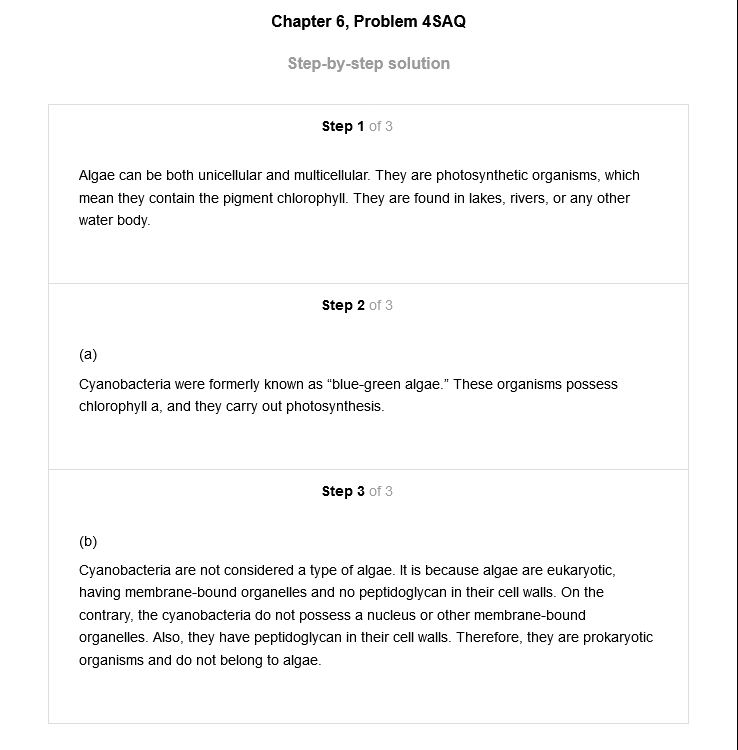 Chapter 6, Problem 4SAQ
Step-by-step solution
Step 1 of 3
Algae can be both unicellular and multicellular. They are photosynthetic organisms, which
mean they contain the pigment chlorophyll. They are found in lakes, rivers, or any other
water body.
Step 2 of 3
(a)
Cyanobacteria were formerly known as “blue-green algae.” These organisms possess
chlorophyll a, and they carry out photosynthesis.
Step 3 of 3
(b)
Cyanobacteria are not considered a type of algae. It is because algae are eukaryotic,
having membrane-bound organelles and no peptidoglycan in their cell walls. On the
contrary, the cyanobacteria do not possess a nucleus or other membrane-bound
organelles. Also, they have peptidoglycan in their cell walls. Therefore, they are prokaryotic
organisms and do not belong to algae.